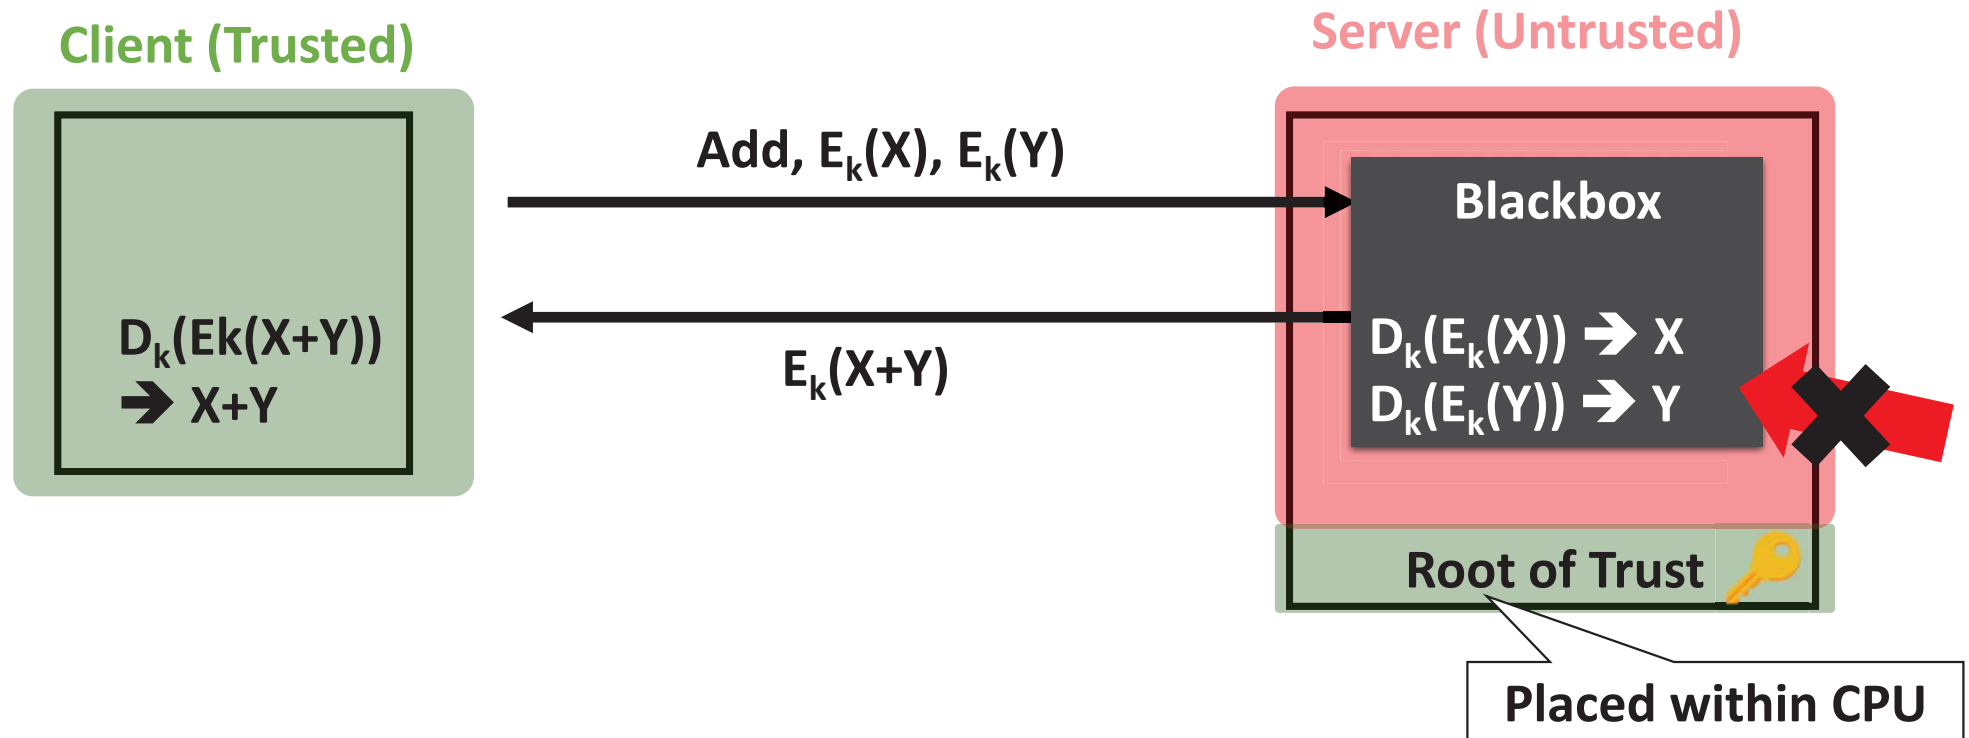 Client (Trusted)
Server (Untrusted)
Add, Ek(X), Ek(Y)
Blackbox
Dk(Ek(X+Y))
➔ X+Y
Ek(X+Y)
Dk(Ek(X)) ➔ X
Dk(Ek(Y)) ➔ Y
Root of Trust
Placed within CPU